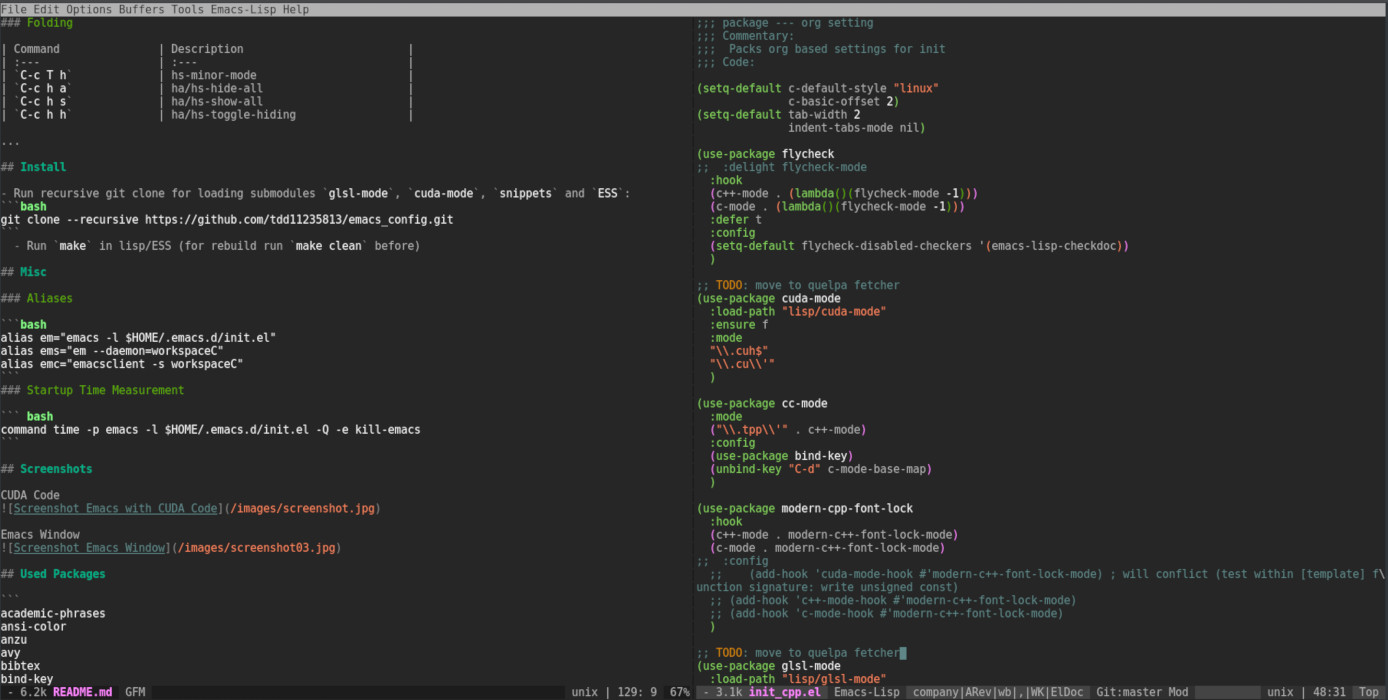 File Edit Options Buffers Tools Emacs-Lisp Help
### Folding
| Command | Description |
| :--- | :--- |
| `C-c T h` | hs-minor-mode |
| `C-c h a` | ha/hs-hide-all |
| `C-c h s` | ha/hs-show-all |
| `C-c h h` | ha/hs-toggle-hiding |
...
## Install
- Run recursive git clone for loading submodules `glsl-mode`, `cuda-mode`, `snippets` and `ESS`:
```bash
git clone --recursive https://github.com/tdd11235813/emacs_config.git
```
- Run `make` in lisp/ESS (for rebuild run `make clean` before)
## Misc
### Aliases
```bash
alias em="emacs -l $HOME/.emacs.d/init.el"
alias ems="em --daemon=workspaceC"
alias emc="emacsclient -s workspaceC"
```
### Startup Time Measurement
``` bash
command time -p emacs -l $HOME/.emacs.d/init.el -Q -e kill-emacs
```
## Screenshots
CUDA Code
![Screenshot Emacs with CUDA Code](/images/screenshot.jpg)
Emacs Window
![Screenshot Emacs Window](/images/screenshot03.jpg)
## Used Packages
```
academic-phrases
ansi-color
anzu
avy
bibtex
bind-key
- 6.2k README.md GFM unix | 129: 9 67%
;;; package --- org setting
;;; Commentary:
;;; Packs org based settings for init
;;; Code:
(setq-default c-default-style "linux"
c-basic-offset 2)
(setq-default tab-width 2
indent-tabs-mode nil)
(use-package flycheck
;; :delight flycheck-mode
:hook
(c++-mode . (lambda()(flycheck-mode -1)))
(c-mode . (lambda()(flycheck-mode -1)))
:defer t
:config
(setq-default flycheck-disabled-checkers '(emacs-lisp-checkdoc))
)
;; TODO: move to quelpa fetcher
(use-package cuda-mode
:load-path "lisp/cuda-mode"
:ensure f
:mode
"\\.cuh$"
"\\.cu\\'"
)
(use-package cc-mode
:mode
("\\.tpp\\'" . c++-mode)
:config
(use-package bind-key)
(unbind-key "C-d" c-mode-base-map)
)
(use-package modern-cpp-font-lock
:hook
(c++-mode . modern-c++-font-lock-mode)
(c-mode . modern-c++-font-lock-mode)
;; :config
;; (add-hook 'cuda-mode-hook #'modern-c++-font-lock-mode) ; will conflict (test within [template] f\
unction signature: write unsigned const)
;; (add-hook 'c++-mode-hook #'modern-c++-font-lock-mode)
;; (add-hook 'c-mode-hook #'modern-c++-font-lock-mode)
)
;; TODO: move to quelpa fetcher
(use-package glsl-mode
:load-path "lisp/glsl-mode"
- 3.1k init_cpp.el Emacs-Lisp company|ARev|wb|,|WK|ElDoc Git:master Mod unix | 48:31 Top